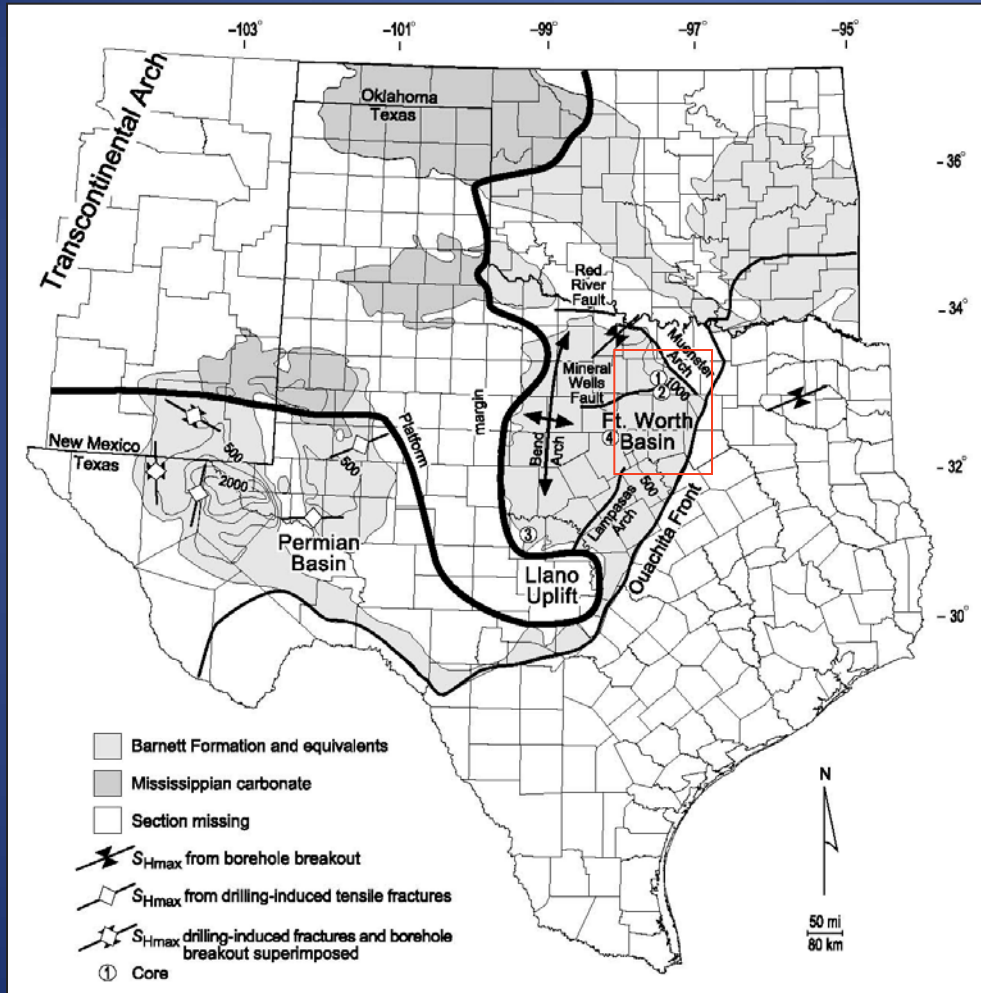 –103
–101
–99
–97
–95
Transcontinental Arch
Oklahoma
Texas
– 36
Red
River
Fault
– 34
Muenster
Arch
Mineral
Wells
Fault
① 1000
②
Platform
margin
Bend
Arch
④ Ft. Worth
Basin
New Mexico
Texas
500
500
2000
500
– 32
Lampasas
Arch
Ouachita Front
③
Permian
Basin
Llano
Uplift
– 30
Barnett Formation and equivalents
Mississippian carbonate
Section missing
SHmax from borehole breakout
SHmax from drilling-induced tensile fractures
SHmax drilling-induced fractures and borehole
breakout superimposed
① Core
N
50 mi
80 km